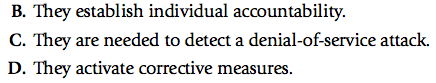 B. They establish individual accountability.
C. They are needed to detect a denial-of-service attack.
D. They activate corrective measures.